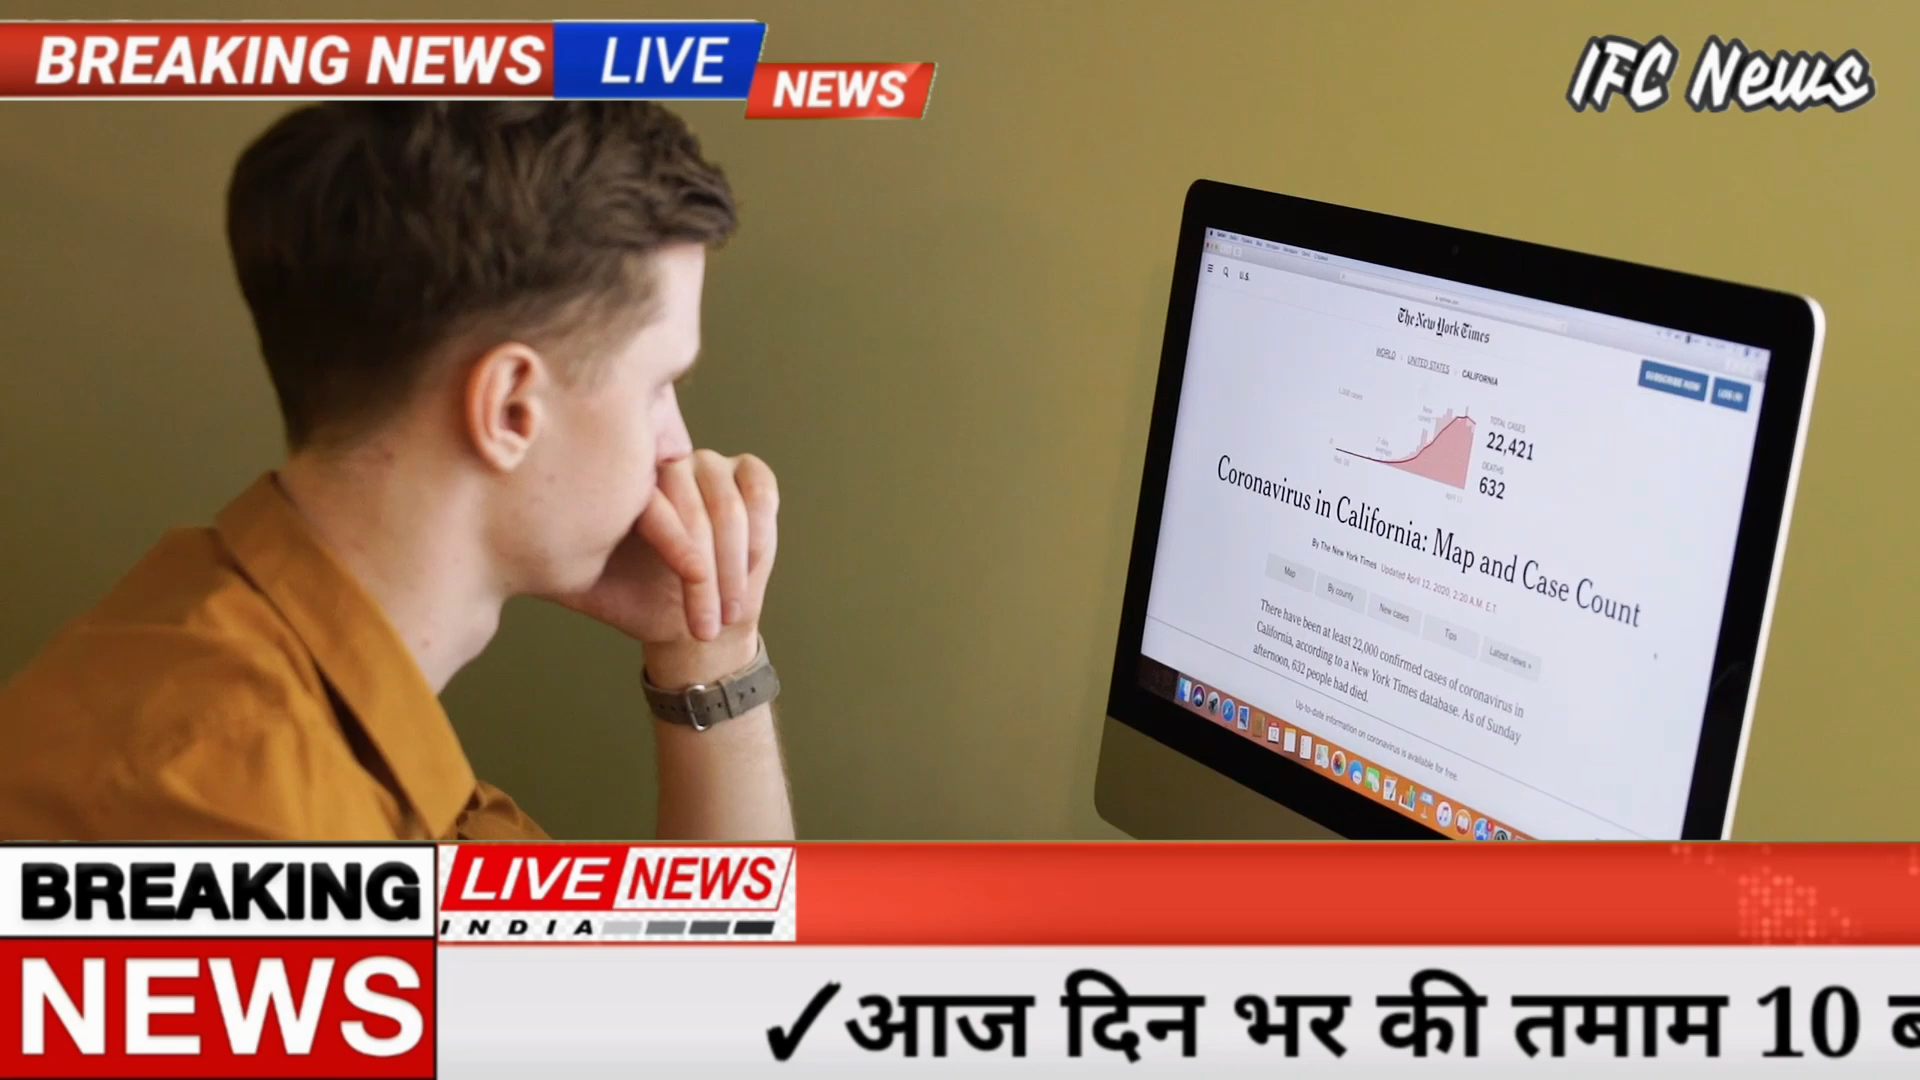 BREAKING NEWS LIVE
NEWS
IFC News
U.S.
The New York Times
WORLD UNITED STATES CALIFORNIA
SUBSCRIBE NOW LOG IN
TOTAL CASES
22,421
DEATHS
632
Coronavirus in California: Map and Case Count
By The New York Times Updated April 12, 2020, 2:20 A.M. E.T.
Map By county New cases Tips Latest news »
There have been at least 22,000 confirmed cases of coronavirus in
California, according to a New York Times database. As of Sunday
afternoon, 632 people had died.
Up-to-date information on coronavirus is available for free.
BREAKING
NEWS
LIVE NEWS
INDIA
✓आज दिन भर की तमाम 10